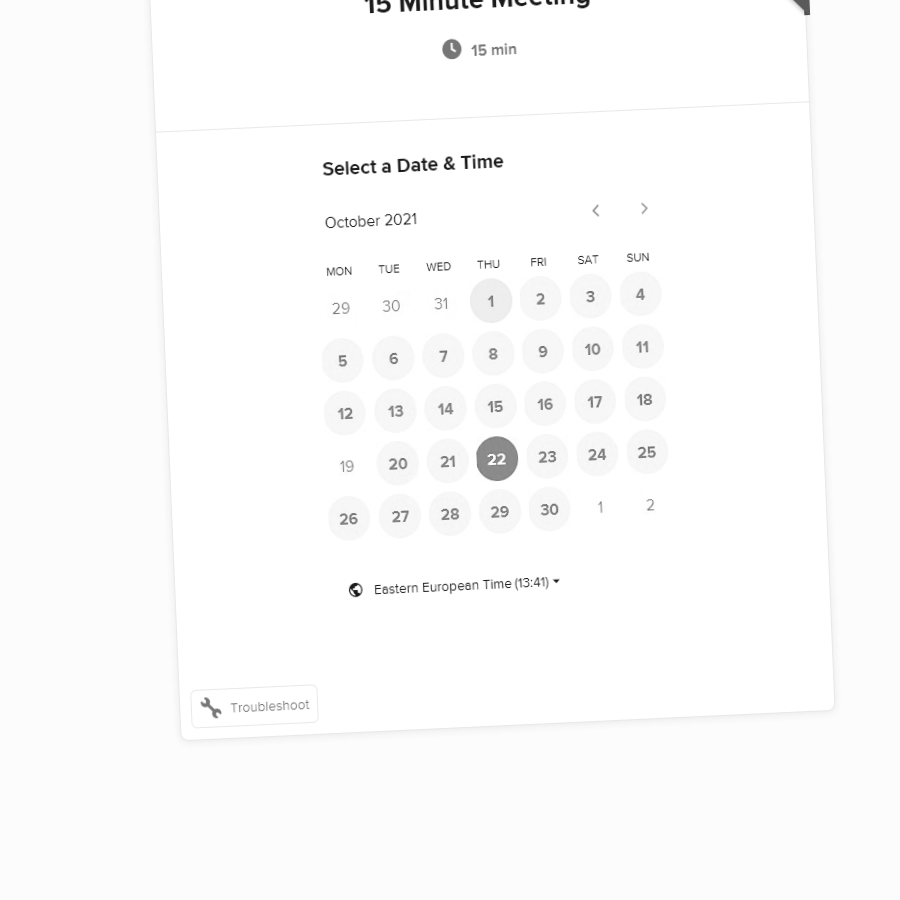 15 Minute Meeting
15 min
Select a Date & Time
October 2021
MON TUE WED THU FRI SAT SUN
29 30 31 1 2 3 4
5 6 7 8 9 10 11
12 13 14 15 16 17 18
19 20 21 22 23 24 25
26 27 28 29 30 1 2
Eastern European Time (13:41)
Troubleshoot